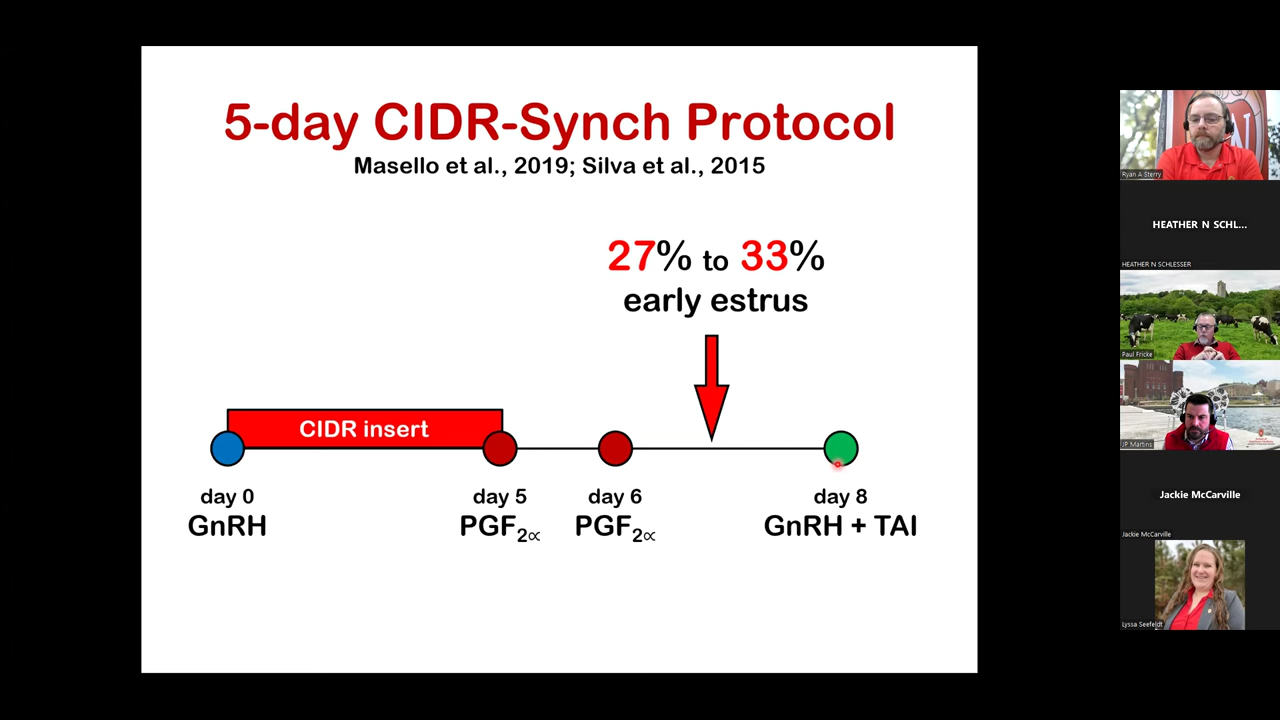 5-day CIDR-Synch Protocol
Masello et al., 2019; Silva et al., 2015
27% to 33%
early estrus
CIDR insert
day 0
GnRH
day 5
PGF2∝
day 6
PGF2∝
day 8
GnRH + TAI
Ryan A Sterry
HEATHER N SCHL...
HEATHER N SCHLESSER
Paul Fricke
JP Martins
Jackie McCarville
Jackie McCarville
Lyssa Seefeldt